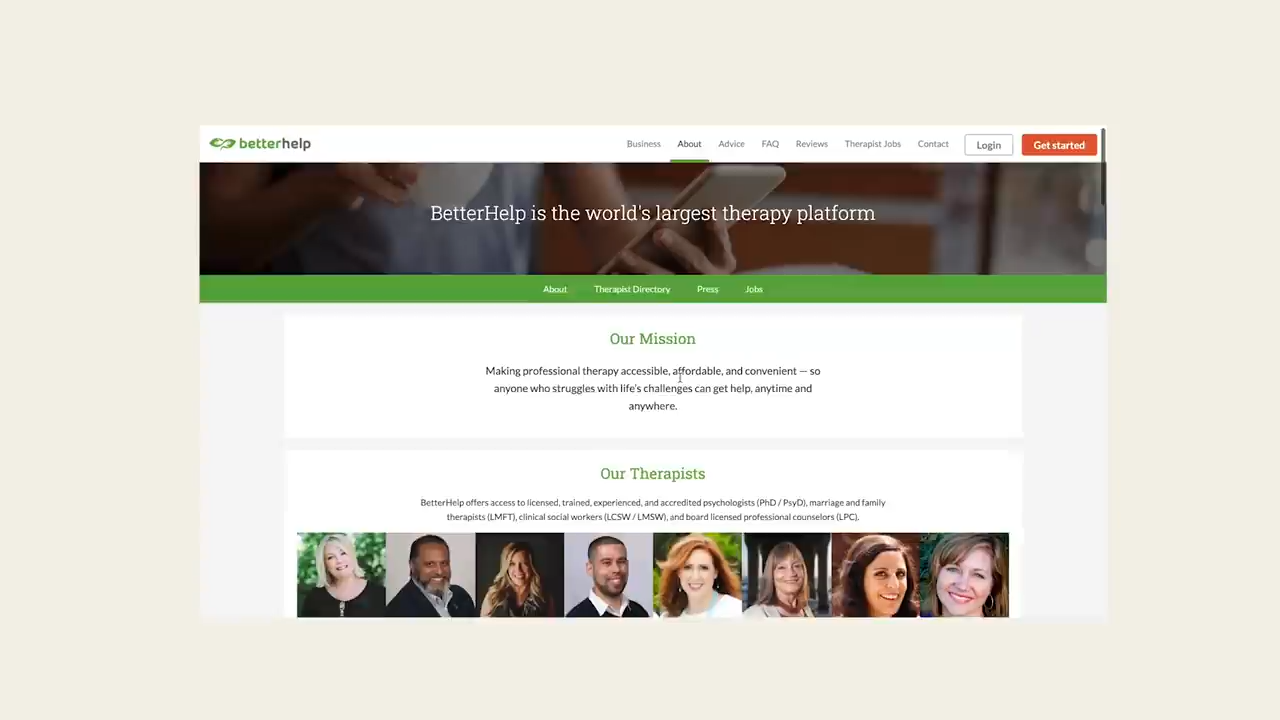 betterhelp
Business About Advice FAQ Reviews Therapist Jobs Contact Login Get started
BetterHelp is the world's largest therapy platform
About Therapist Directory Press Jobs
Our Mission
Making professional therapy accessible, affordable, and convenient — so
anyone who struggles with life's challenges can get help, anytime and
anywhere.
Our Therapists
BetterHelp offers access to licensed, trained, experienced, and accredited psychologists (PhD / PsyD), marriage and family
therapists (LMFT), clinical social workers (LCSW / LMSW), and board licensed professional counselors (LPC).